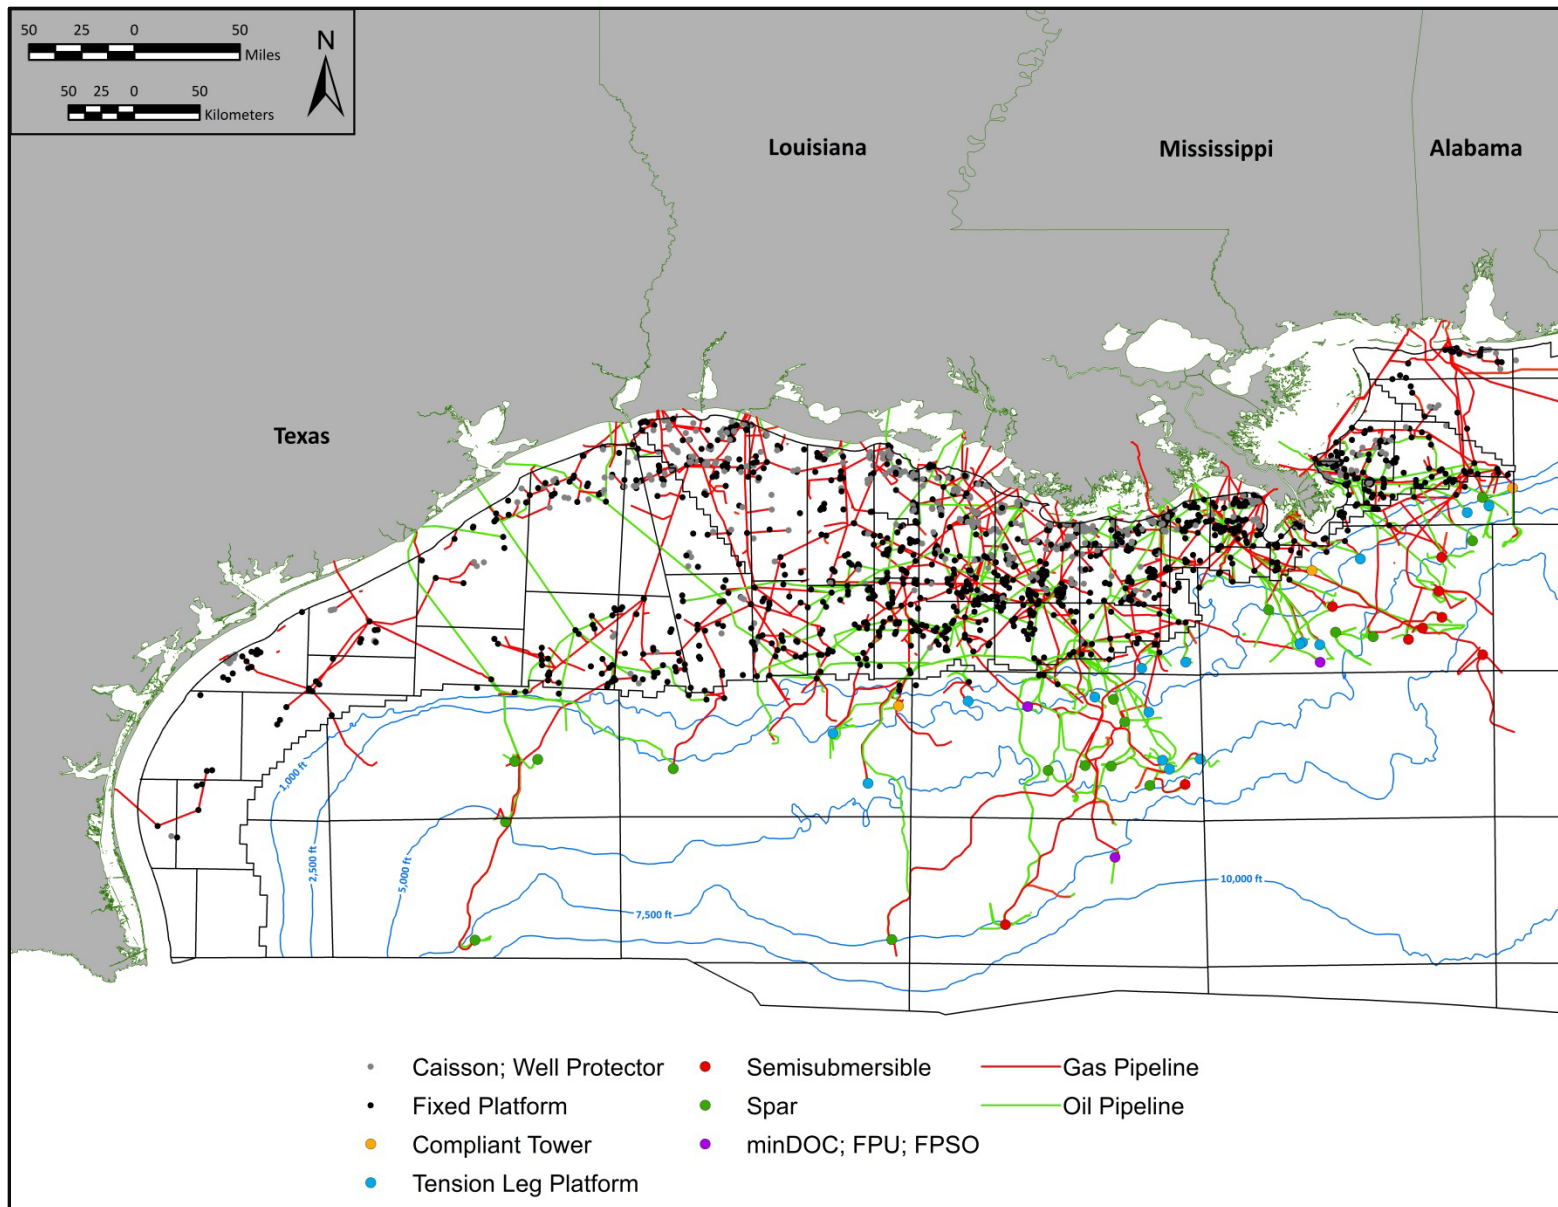 50 25 0 50
Miles
50 25 0 50
Kilometers
N
Louisiana
Mississippi
Alabama
Texas
1,000 ft
2,500 ft
5,000 ft
7,500 ft
10,000 ft
Caisson; Well Protector
Fixed Platform
Compliant Tower
Tension Leg Platform
Semisubmersible
Spar
minDOC; FPU; FPSO
Gas Pipeline
Oil Pipeline